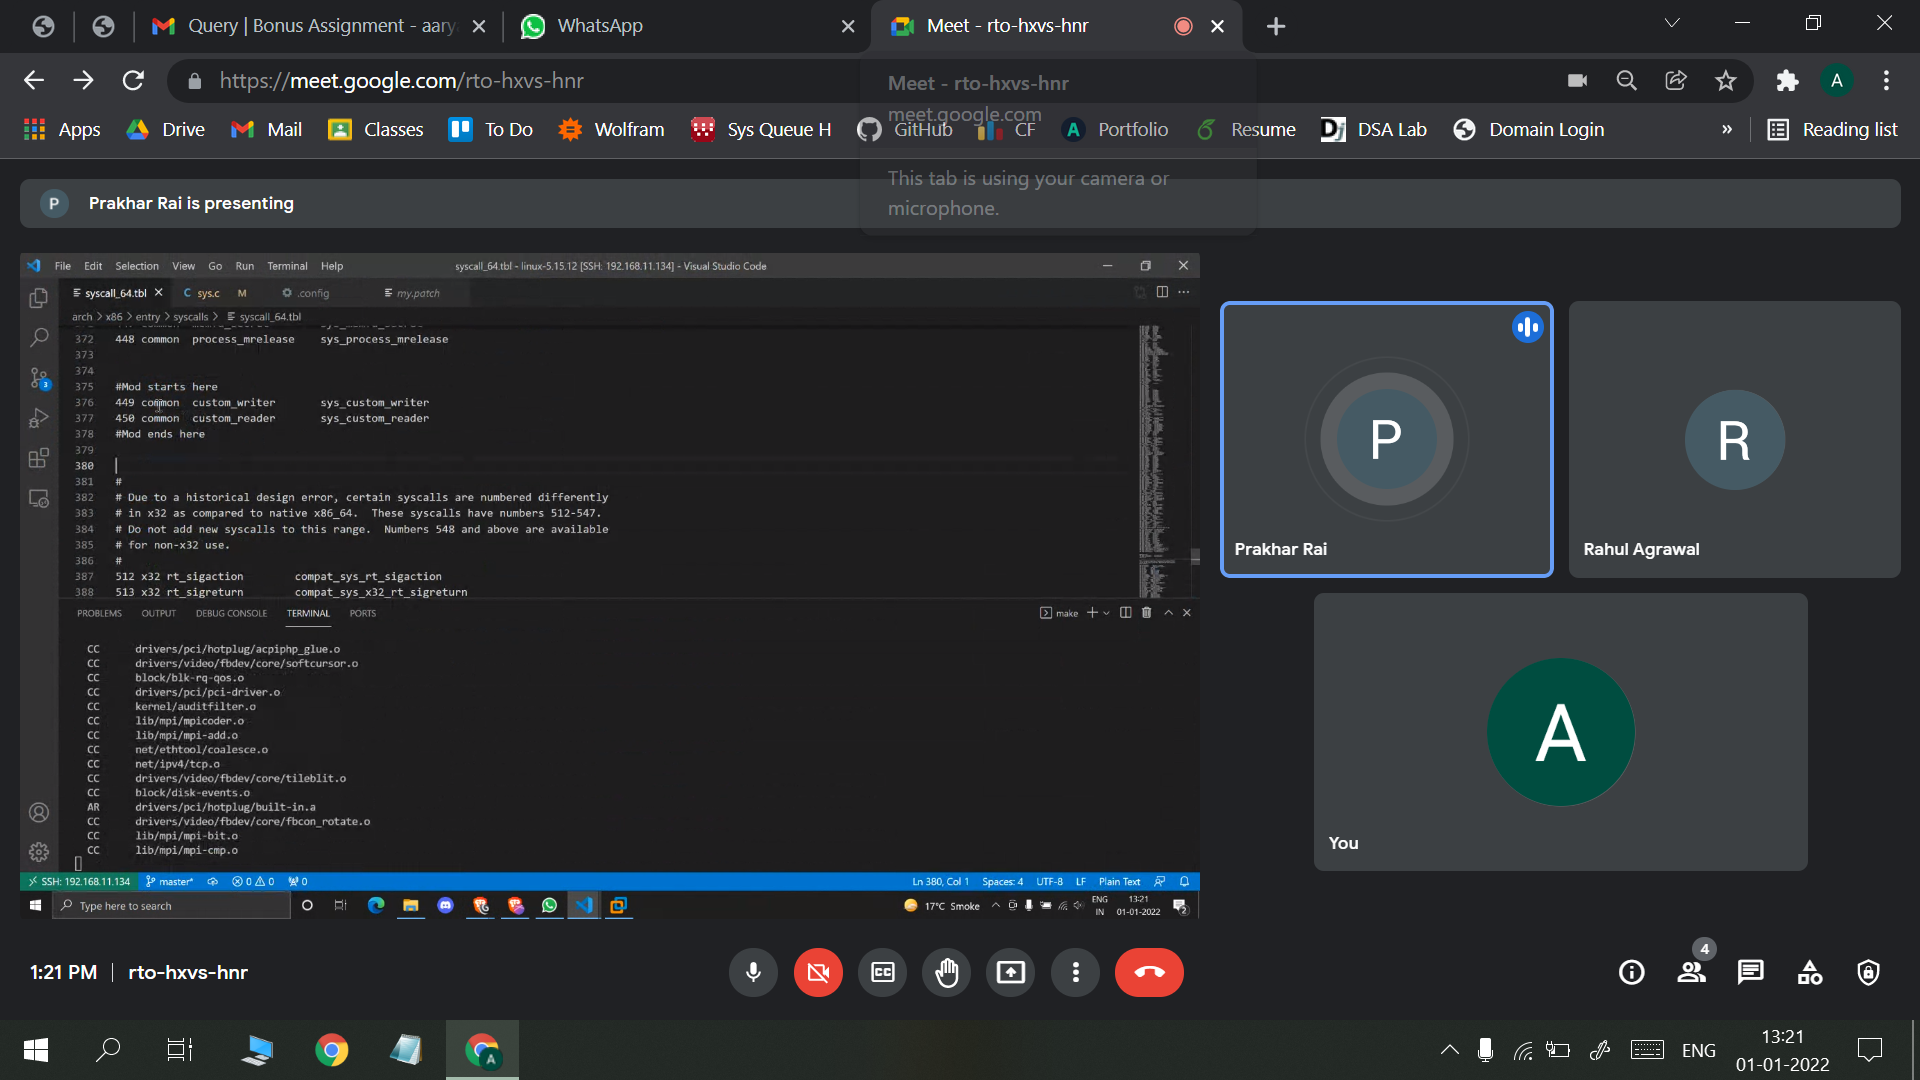 Query | Bonus Assignment - aary
WhatsApp
Meet - rto-hxvs-hnr
https://meet.google.com/rto-hxvs-hnr
A
Meet - rto-hxvs-hnr
meet.google.com
Apps
Drive
Mail
Classes
To Do
Wolfram
Sys Queue H
GitHub
CF
Portfolio
Resume
DSA Lab
Domain Login
»
Reading list
This tab is using your camera or
microphone.
P
Prakhar Rai is presenting
File Edit Selection View Go Run Terminal Help
syscall_64.tbl - linux-5.15.12 [SSH: 192.168.11.134] - Visual Studio Code
syscall_64.tbl
C sys.c M
.config
my.patch
arch > x86 > entry > syscalls > syscall_64.tbl
372 448 common process_mrelease sys_process_mrelease
373
374
375 #Mod starts here
376 449 common custom_writer sys_custom_writer
377 450 common custom_reader sys_custom_reader
378 #Mod ends here
379
380
381 #
382 # Due to a historical design error, certain syscalls are numbered differently
383 # in x32 as compared to native x86_64. These syscalls have numbers 512-547.
384 # Do not add new syscalls to this range. Numbers 548 and above are available
385 # for non-x32 use.
386 #
387 512 x32 rt_sigaction compat_sys_rt_sigaction
388 513 x32 rt_sigreturn compat_sys_x32_rt_sigreturn
3
PROBLEMS OUTPUT DEBUG CONSOLE TERMINAL PORTS
make
CC drivers/pci/hotplug/acpiphp_glue.o
CC drivers/video/fbdev/core/softcursor.o
CC block/blk-rq-qos.o
CC drivers/pci/pci-driver.o
CC kernel/auditfilter.o
CC lib/mpi/mpicoder.o
CC lib/mpi/mpi-add.o
CC net/ethtool/coalesce.o
CC net/ipv4/tcp.o
CC drivers/video/fbdev/core/tileblit.o
CC block/disk-events.o
AR drivers/pci/hotplug/built-in.a
CC drivers/video/fbdev/core/fbcon_rotate.o
CC lib/mpi/mpi-bit.o
CC lib/mpi/mpi-cmp.o
SSH: 192.168.11.134 master* 0 0 0
Ln 380, Col 1 Spaces: 4 UTF-8 LF Plain Text
Type here to search
17°C Smoke
ENG
IN
13:21
01-01-2022
2
P
Prakhar Rai
R
Rahul Agrawal
A
You
1:21 PM | rto-hxvs-hnr
CC
4
A
ENG
13:21
01-01-2022